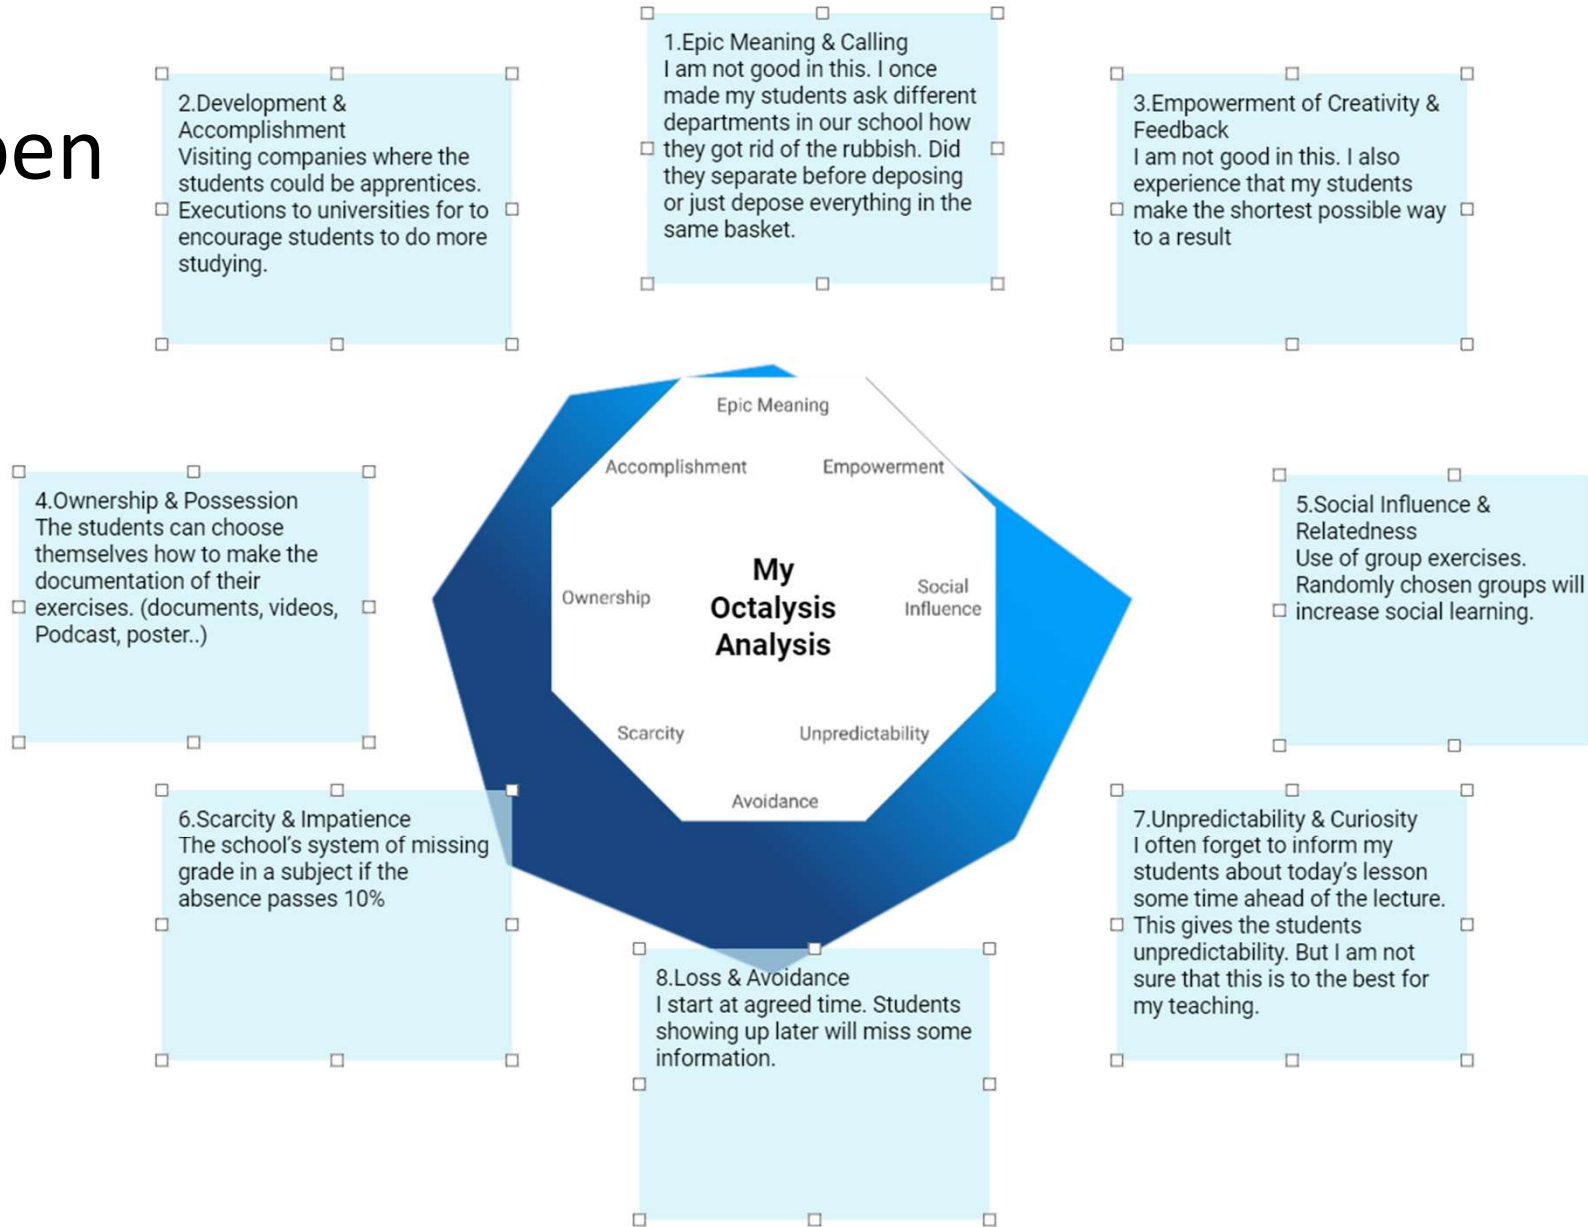 pen
1.Epic Meaning & Calling
I am not good in this. I once
made my students ask different
departments in our school how
they got rid of the rubbish. Did
they separate before deposing
or just depose everything in the
same basket.
2.Development &
Accomplishment
Visiting companies where the
students could be apprentices.
Executions to universities for to
encourage students to do more
studying.
3.Empowerment of Creativity &
Feedback
I am not good in this. I also
experience that my students
make the shortest possible way
to a result
Epic Meaning
Accomplishment
Empowerment
4.Ownership & Possession
The students can choose
themselves how to make the
documentation of their
exercises. (documents, videos,
Podcast, poster..)
Ownership
My
Octalysis
Analysis
Social
Influence
5.Social Influence &
Relatedness
Use of group exercises.
Randomly chosen groups will
increase social learning.
Scarcity
Unpredictability
Avoidance
6.Scarcity & Impatience
The school's system of missing
grade in a subject if the
absence passes 10%
7.Unpredictability & Curiosity
I often forget to inform my
students about today's lesson
some time ahead of the lecture.
This gives the students
unpredictability. But I am not
sure that this is to the best for
my teaching.
8.Loss & Avoidance
I start at agreed time. Students
showing up later will miss some
information.